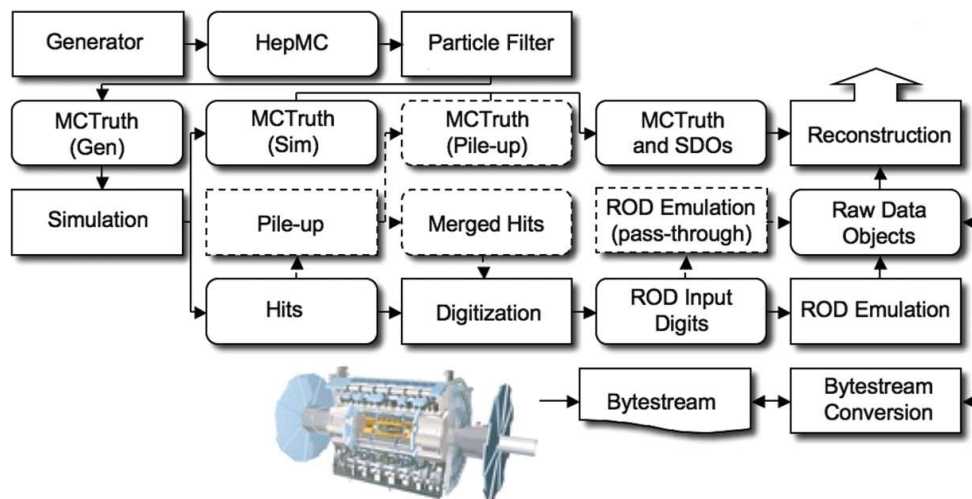 Generator
HepMC
Particle Filter
MCTruth
(Gen)
MCTruth
(Sim)
MCTruth
(Pile-up)
MCTruth
and SDOs
Reconstruction
Simulation
Pile-up
Merged Hits
ROD Emulation
(pass-through)
Raw Data
Objects
Hits
Digitization
ROD Input
Digits
ROD Emulation
Bytestream
Bytestream
Conversion